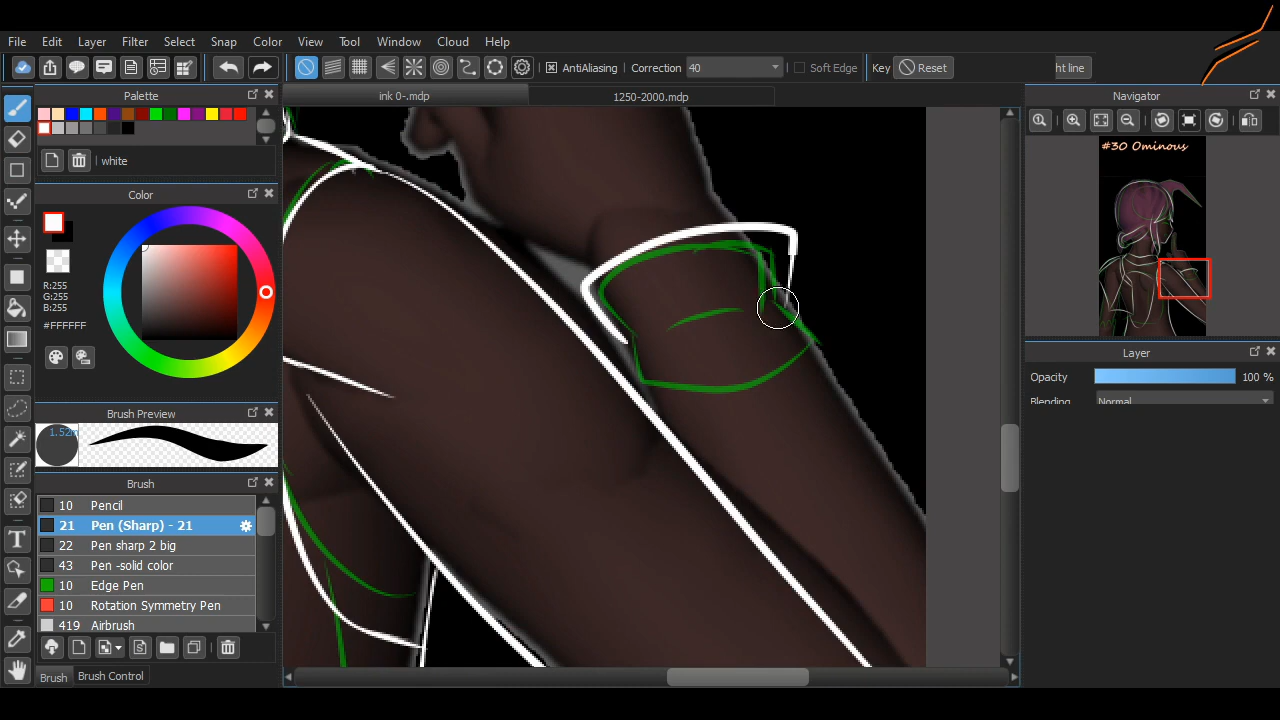 File Edit Layer Filter Select Snap Color View Tool Window Cloud Help
AntiAliasing Correction 40 Soft Edge Key Reset ht line
Palette
ink 0-.mdp
1250-2000.mdp
Navigator
white
#30 Ominous
Color
R:255
G:255
B:255
#FFFFFF
Layer
Opacity 100 %
Blending Normal
Brush Preview
Brush
10 Pencil
21 Pen (Sharp) - 21
22 Pen sharp 2 big
43 Pen -solid color
10 Edge Pen
10 Rotation Symmetry Pen
419 Airbrush
Brush Brush Control